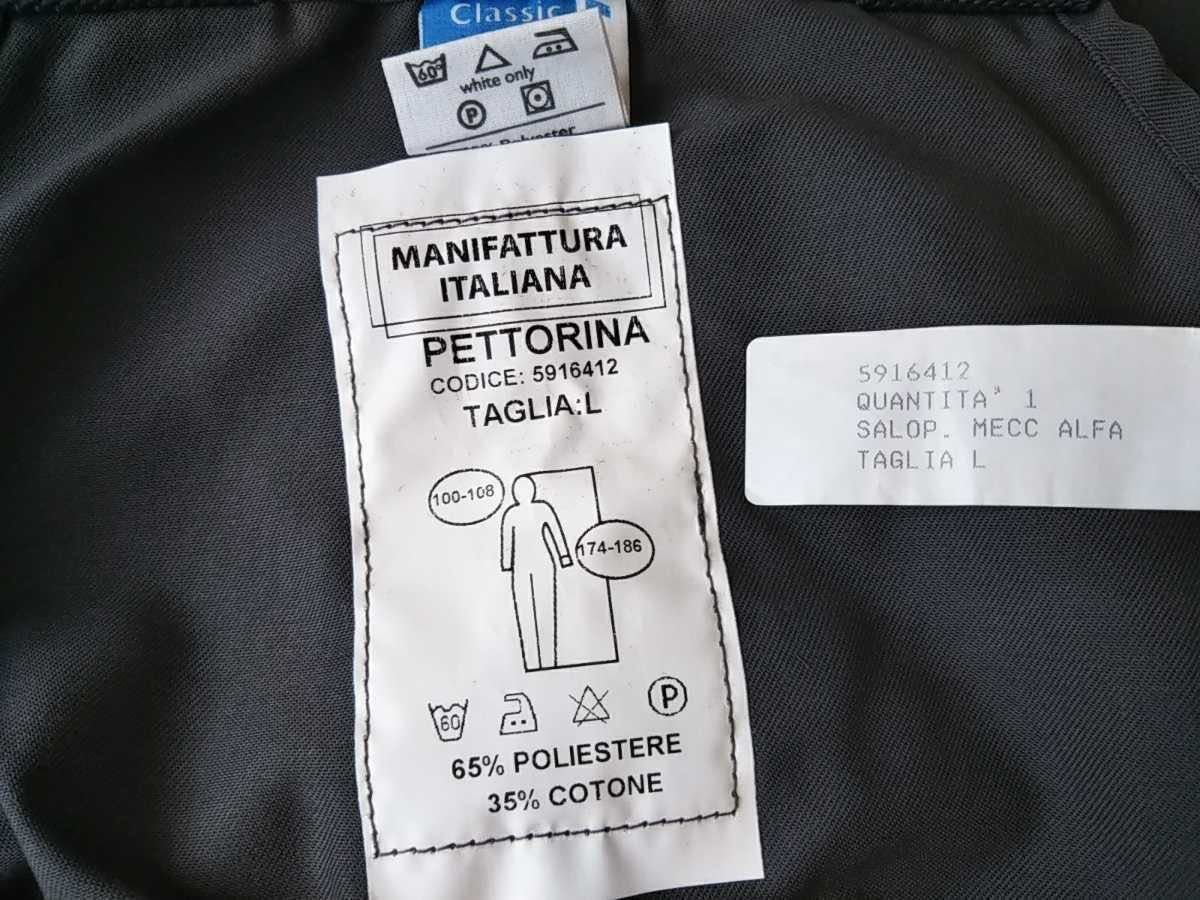 Classic
60°
white only
P
Polyester
MANIFATTURA
ITALIANA
PETTORINA
CODICE: 5916412
TAGLIA:L
100-108
174-186
60
P
65% POLIESTERE
35% COTONE
5916412
QUANTITA' 1
SALOP. MECC ALFA
TAGLIA L